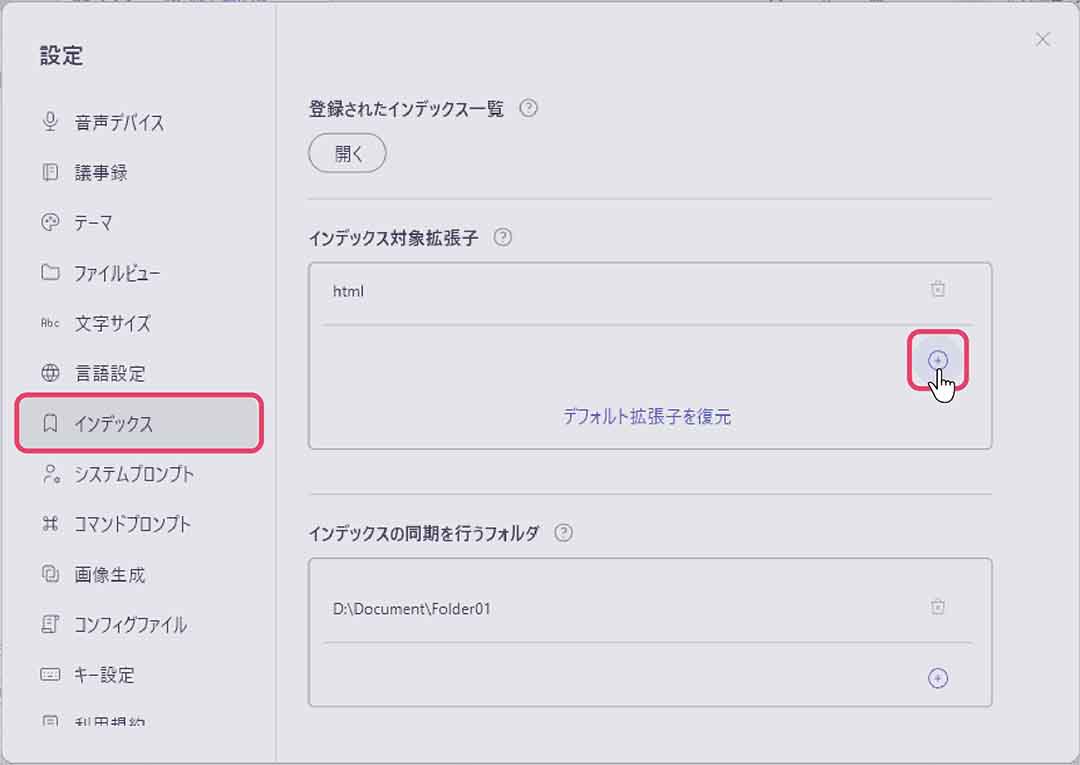 設定
音声デバイス
議事録
テーマ
ファイルビュー
Abc 文字サイズ
言語設定
インデックス
システムプロンプト
コマンドプロンプト
画像生成
コンフィグファイル
キー設定
利用規約
登録されたインデックス一覧 ?
開く
インデックス対象拡張子 ?
html
デフォルト拡張子を復元
インデックスの同期を行うフォルダ ?
D:\Document\Folder01